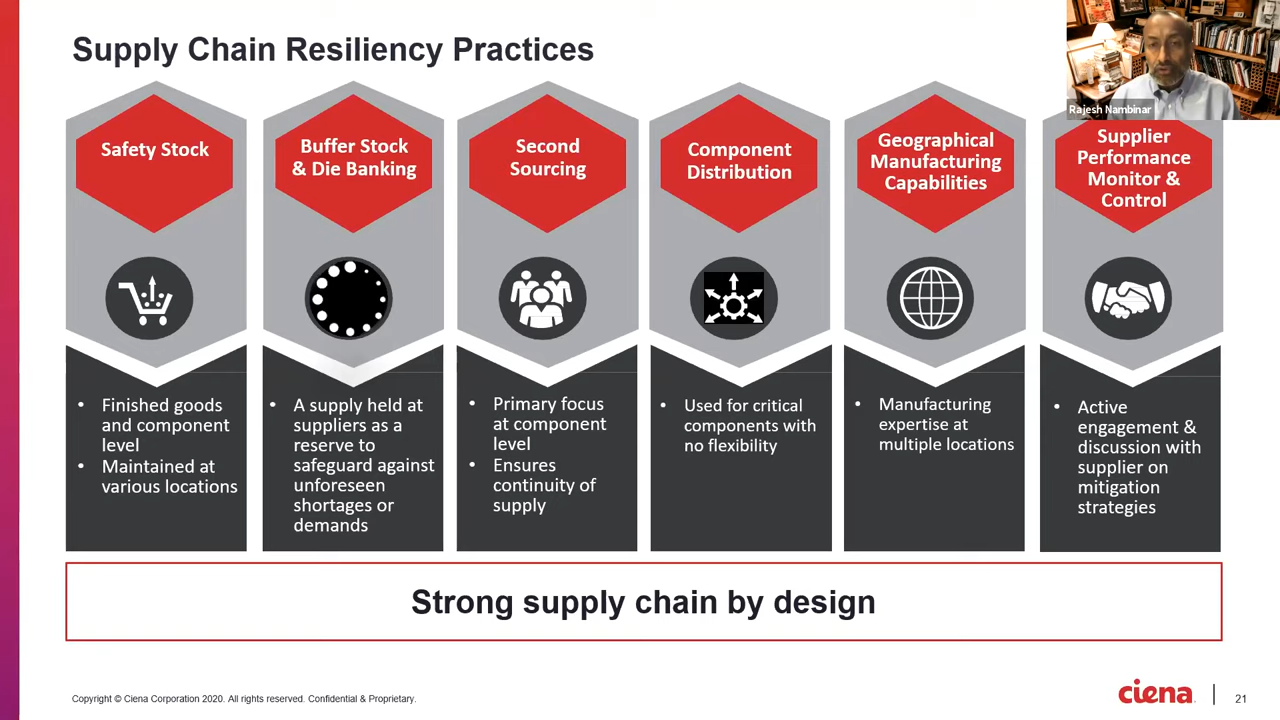 Supply Chain Resiliency Practices
Rajesh Nambinar
Safety Stock
Buffer Stock
& Die Banking
Second
Sourcing
Component
Distribution
Geographical
Manufacturing
Capabilities
Supplier
Performance
Monitor &
Control
• Finished goods
and component
level
• Maintained at
various locations
• A supply held at
suppliers as a
reserve to
safeguard against
unforeseen
shortages or
demands
• Primary focus
at component
level
• Ensures
continuity of
supply
• Used for critical
components with
no flexibility
• Manufacturing
expertise at
multiple locations
• Active
engagement &
discussion with
supplier on
mitigation
strategies
Strong supply chain by design
Copyright © Ciena Corporation 2020. All rights reserved. Confidential & Proprietary.
ciena
21